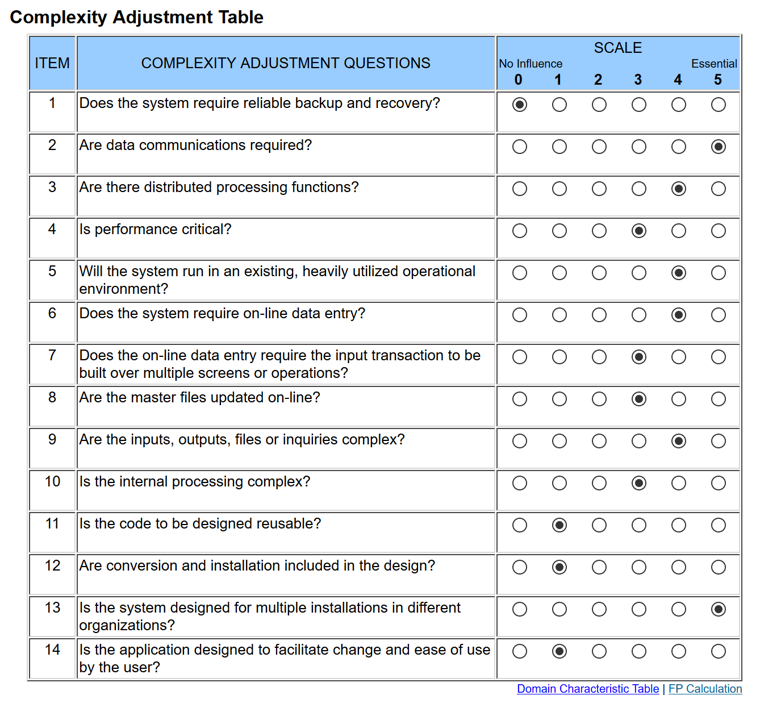 Complexity Adjustment Table
ITEM COMPLEXITY ADJUSTMENT QUESTIONS SCALE
No Influence Essential
0 1 2 3 4 5
1 Does the system require reliable backup and recovery?
2 Are data communications required?
3 Are there distributed processing functions?
4 Is performance critical?
5 Will the system run in an existing, heavily utilized operational
environment?
6 Does the system require on-line data entry?
7 Does the on-line data entry require the input transaction to be
built over multiple screens or operations?
8 Are the master files updated on-line?
9 Are the inputs, outputs, files or inquiries complex?
10 Is the internal processing complex?
11 Is the code to be designed reusable?
12 Are conversion and installation included in the design?
13 Is the system designed for multiple installations in different
organizations?
14 Is the application designed to facilitate change and ease of use
by the user?
Domain Characteristic Table | FP Calculation